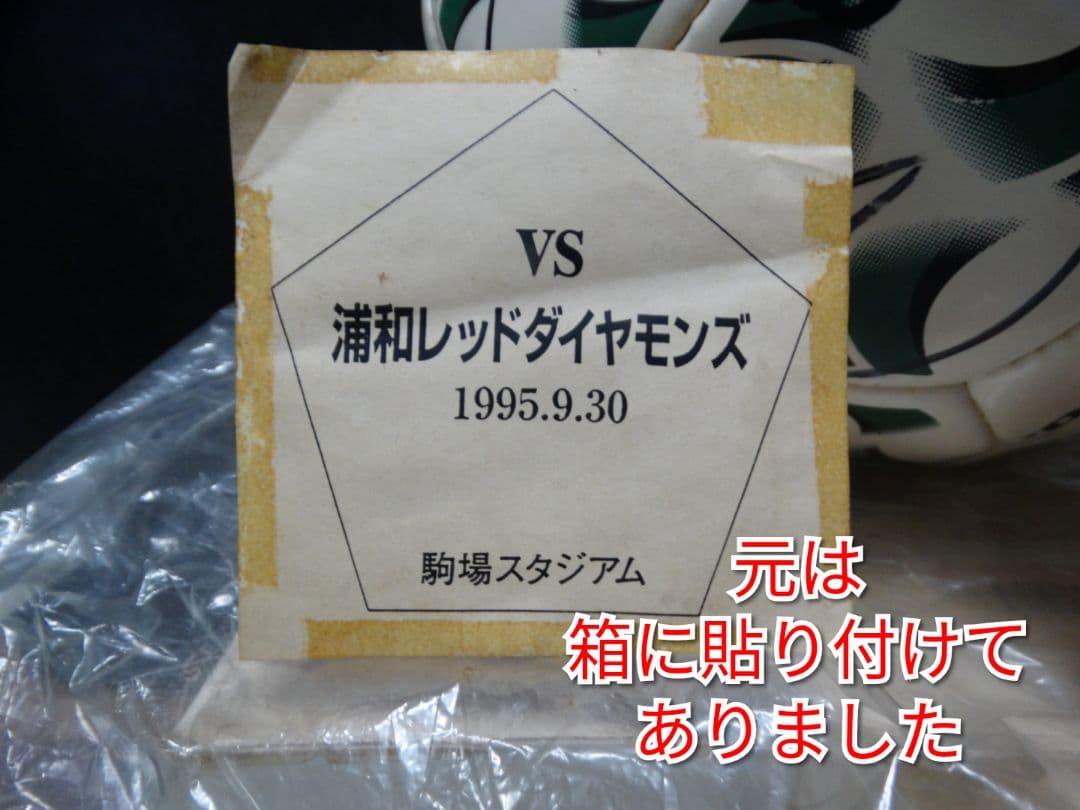 VS
浦和レッドダイヤモンズ
1995.9.30
駒場スタジアム
元は
箱に貼り付けて
ありました